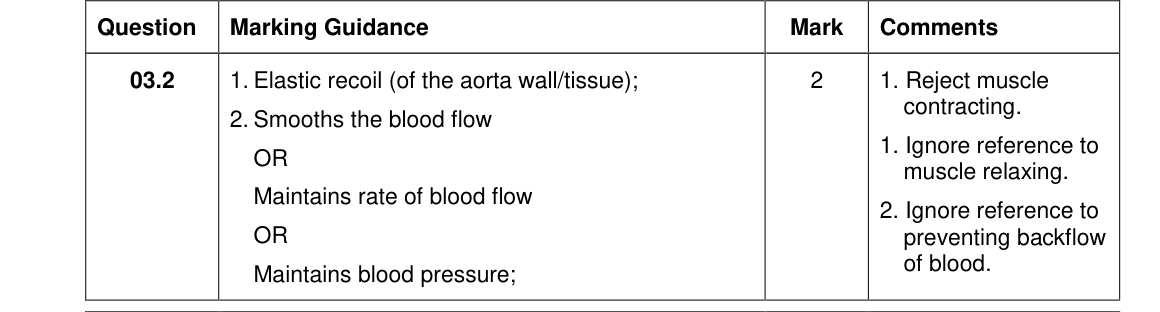 Question Marking Guidance Mark Comments
03.2 1. Elastic recoil (of the aorta wall/tissue); 2 1. Reject muscle
contracting.
2. Smooths the blood flow
OR
Maintains rate of blood flow
OR
Maintains blood pressure;
1. Ignore reference to
muscle relaxing.
2. Ignore reference to
preventing backflow
of blood.